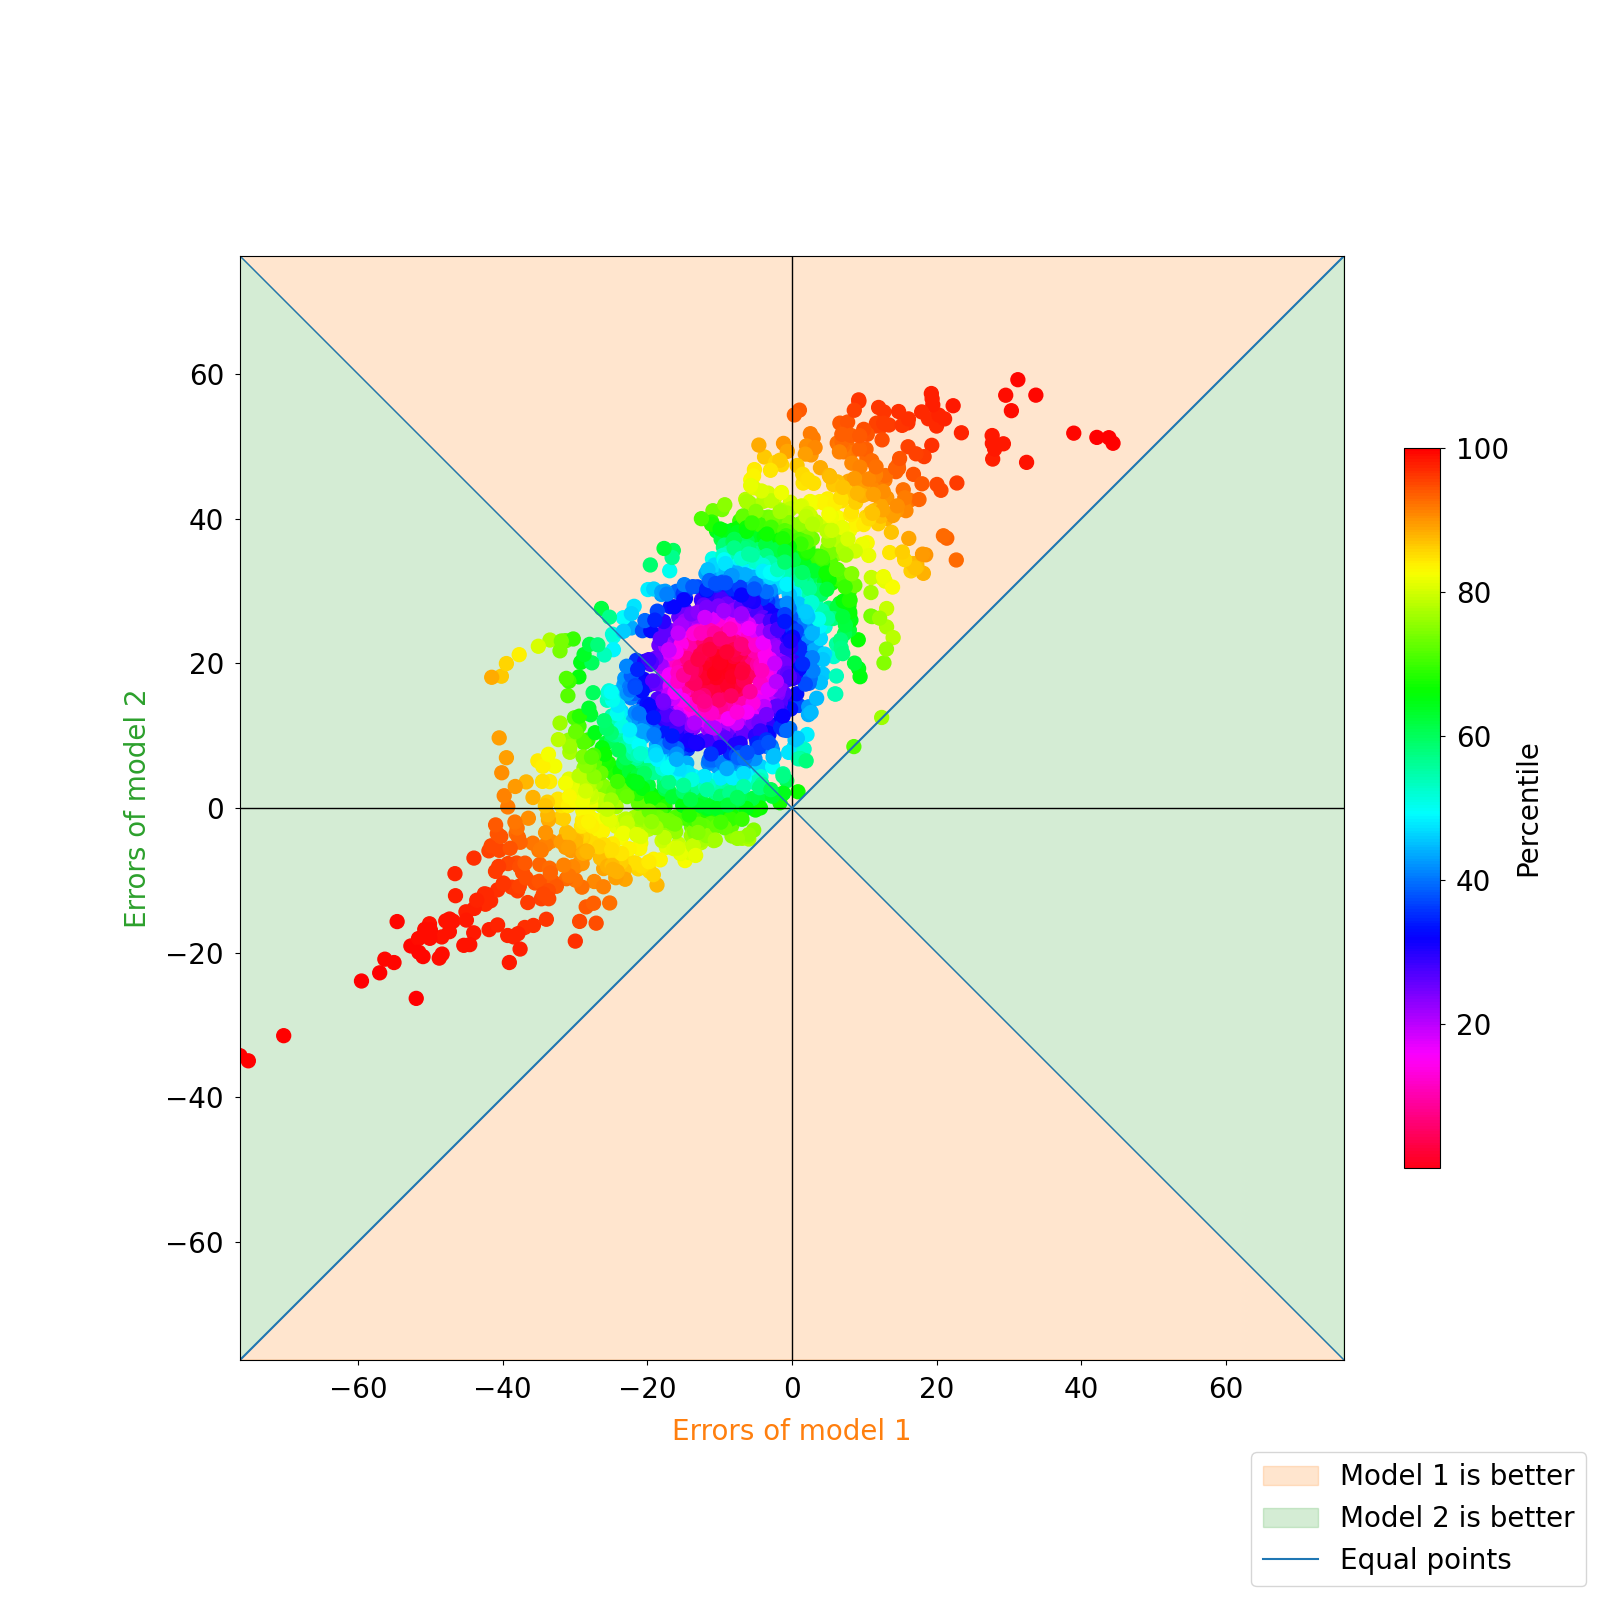 60
40
20
0
−20
−40
−60
Errors of model 2
−60 −40 −20 0 20 40 60
Errors of model 1
100
80
60
40
20
Percentile
Model 1 is better
Model 2 is better
Equal points